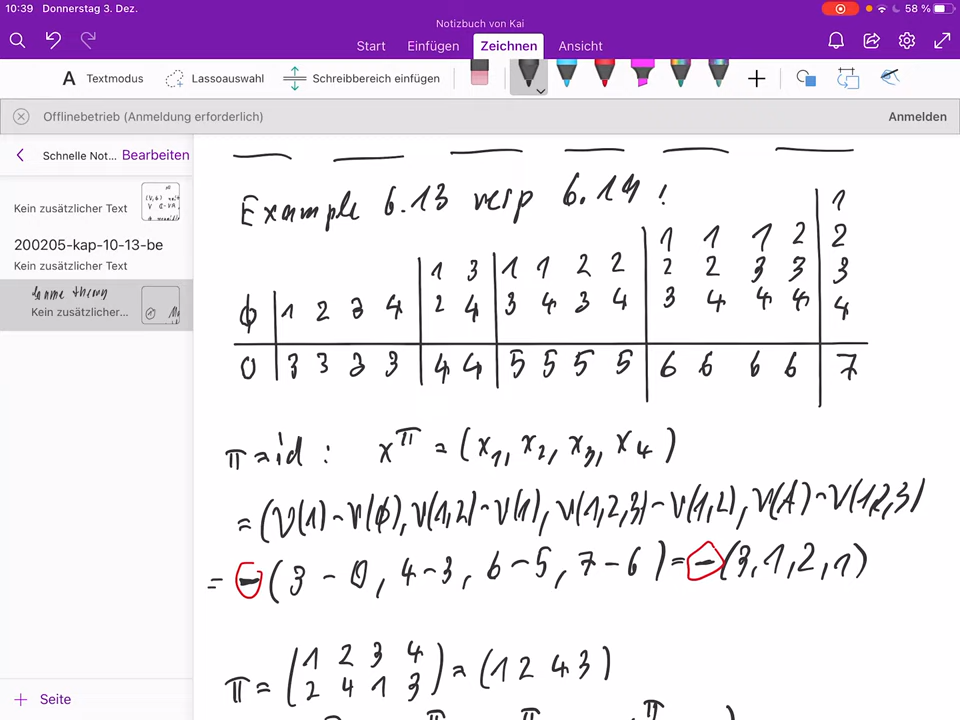 10:39 Donnerstag 3. Dez. 58 %
Notizbuch von Kai
Start Einfügen Zeichnen Ansicht
A Textmodus Lassoauswahl Schreibbereich einfügen
Offlinebetrieb (Anmeldung erforderlich) Anmelden
Schnelle Not... Bearbeiten
Kein zusätzlicher Text
200205-kap-10-13-be
Kein zusätzlicher Text
Kein zusätzlicher...
+ Seite
Example 6.13 resp 6.14 :
1
1 1 1 2 2
1 3 1 1 2 2 2 2 3 3 3
ϕ 1 2 3 4 2 4 3 4 3 4 3 4 4 4 4
0 3 3 3 3 4 4 5 5 5 5 6 6 6 6 7
π = id : x^π = (x_1, x_2, x_3, x_4)
= (V(1) - V(ϕ), V(1,2) - V(1), V(1,2,3) - V(1,2), V(A) - V(1,2,3)
= -(3 - 0, 4 - 3, 6 - 5, 7 - 6) = -(3, 1, 2, 1)
π = (1 2 3 4
2 4 1 3) = (1 2 4 3)